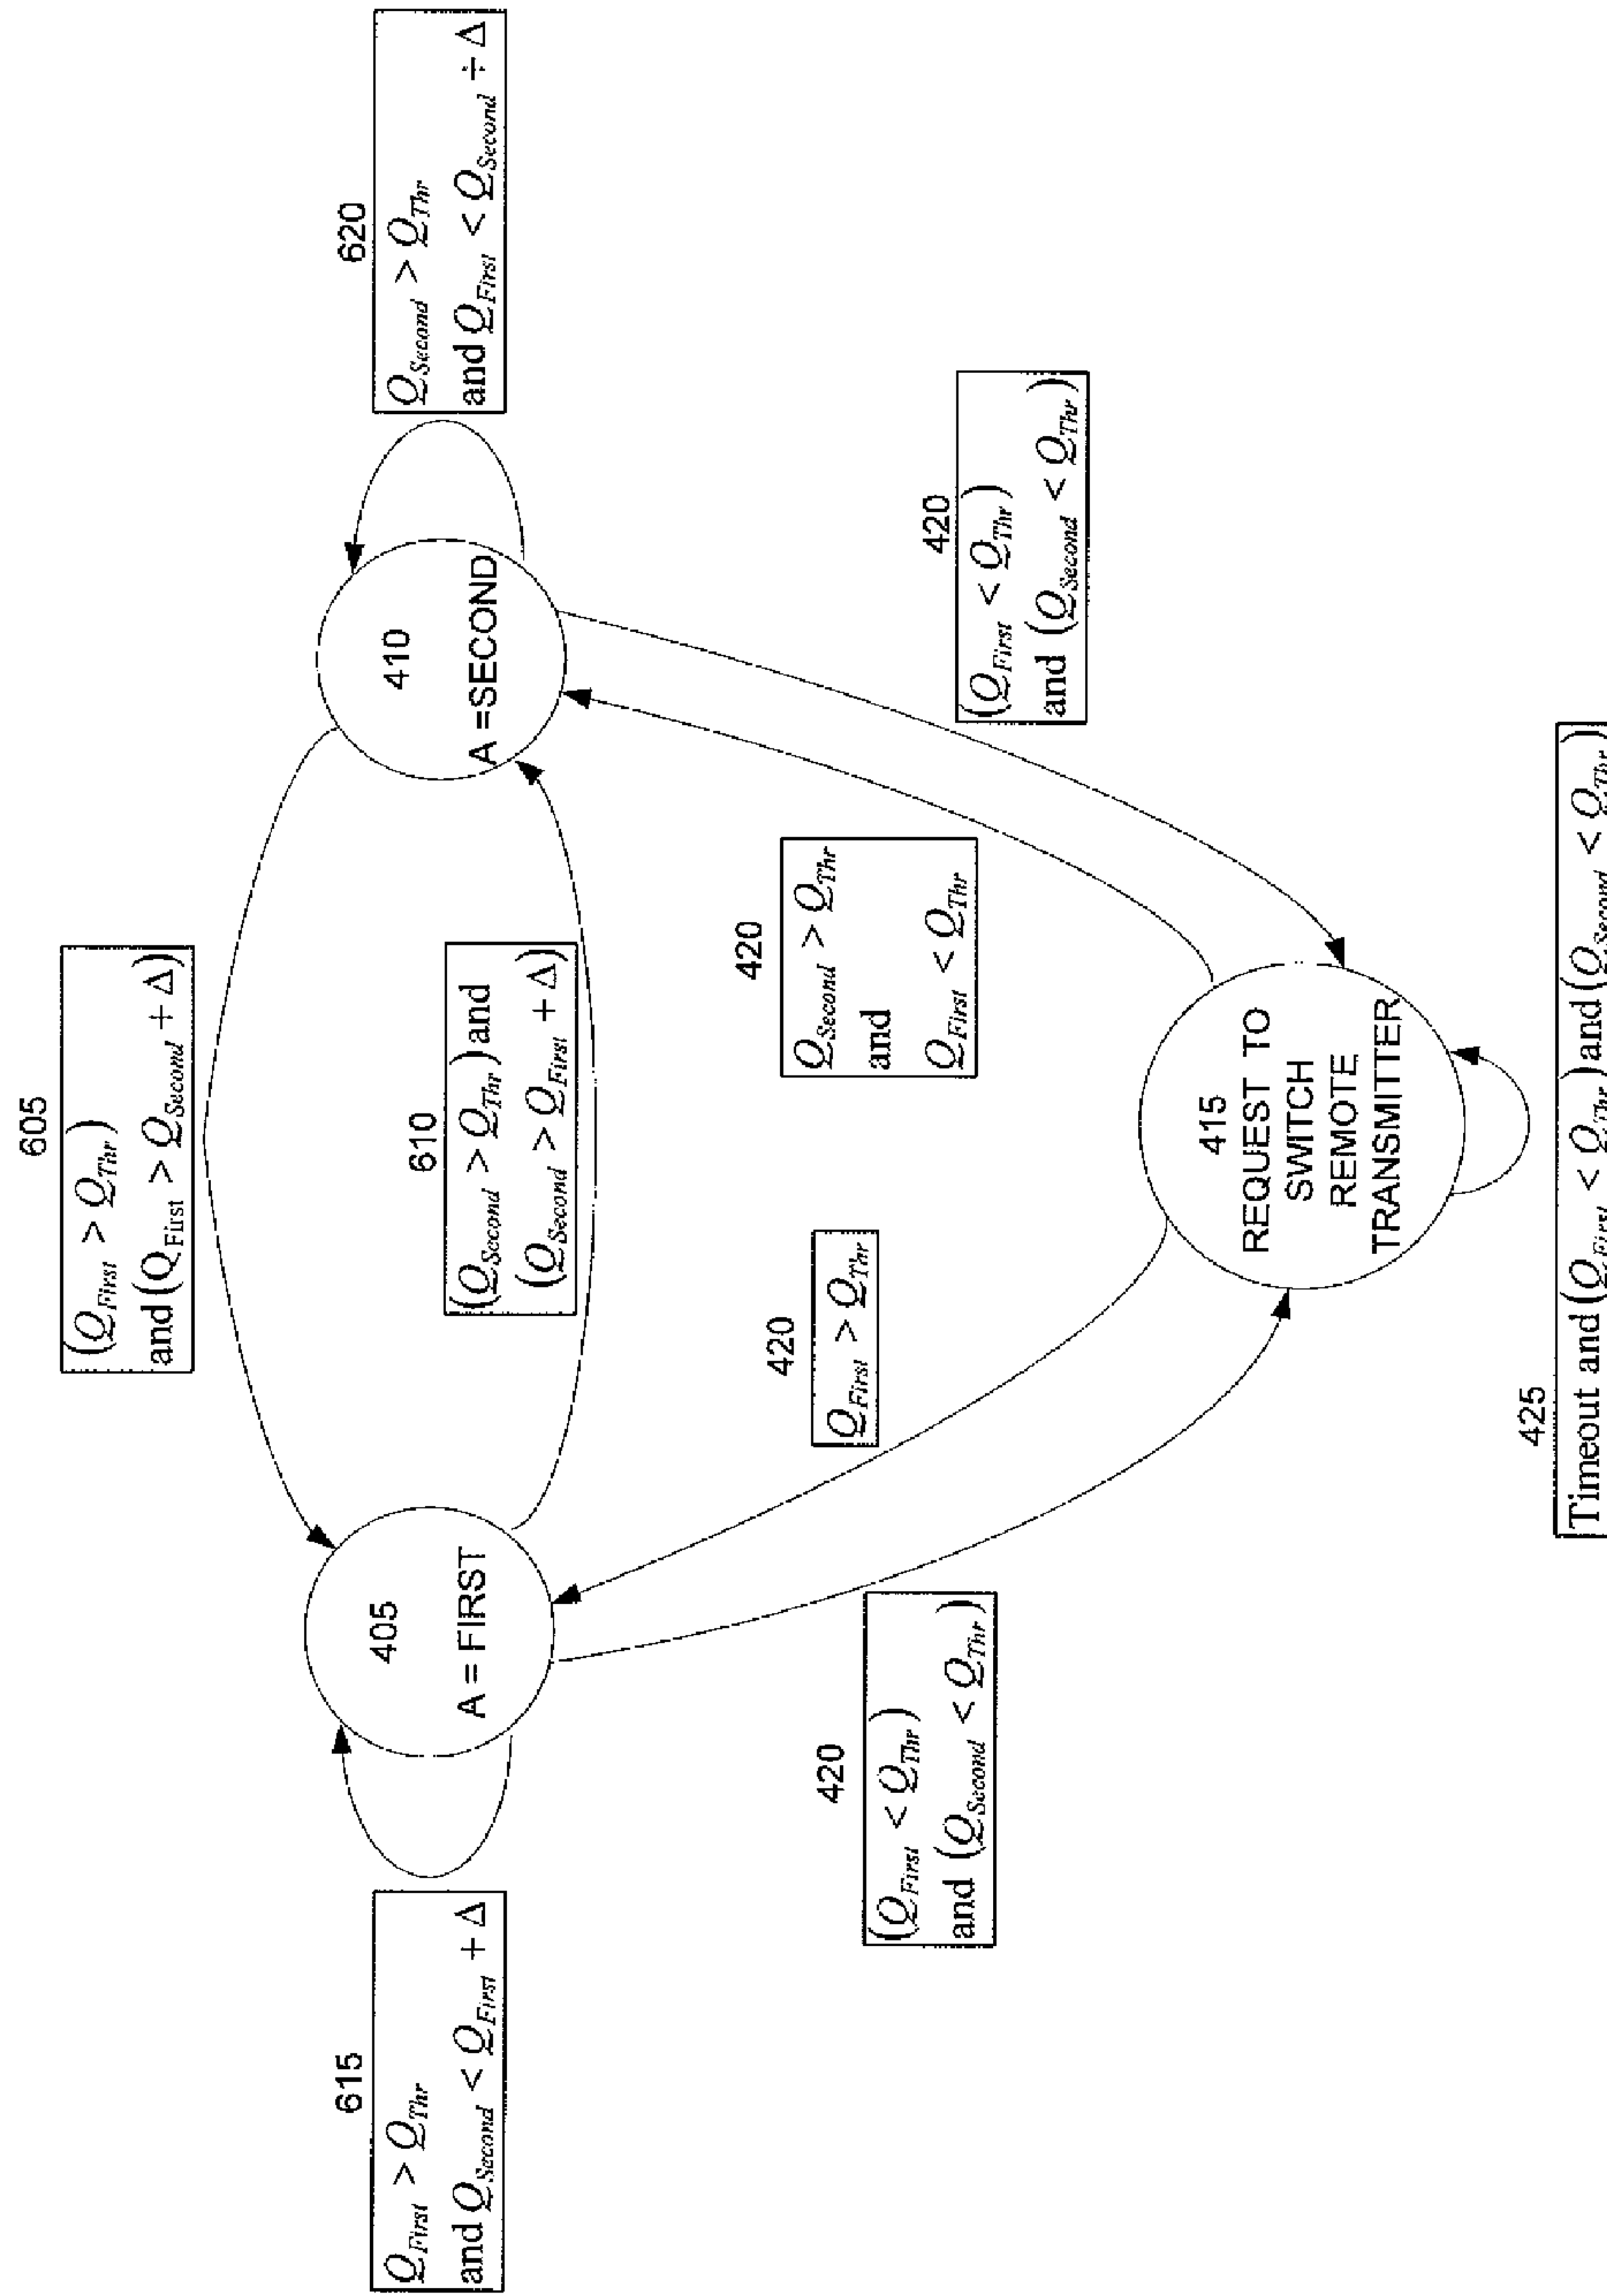 605
(Q_First > Q_Thr)
and (Q_First > Q_Second + Δ)
615
Q_First > Q_Thr
and Q_Second < Q_First + Δ
405
A = FIRST
610
(Q_Second > Q_Thr) and
(Q_Second > Q_First + Δ)
410
A =SECOND
620
Q_Second > Q_Thr
and Q_First < Q_Second + Δ
420
(Q_First < Q_Thr)
and (Q_Second < Q_Thr)
420
Q_First > Q_Thr
420
Q_Second > Q_Thr
and
Q_First < Q_Thr
420
(Q_First < Q_Thr)
and (Q_Second < Q_Thr)
415
REQUEST TO
SWITCH
REMOTE
TRANSMITTER
425
Timeout and (Q_First < Q_Thr) and (Q_Second < Q_Thr)